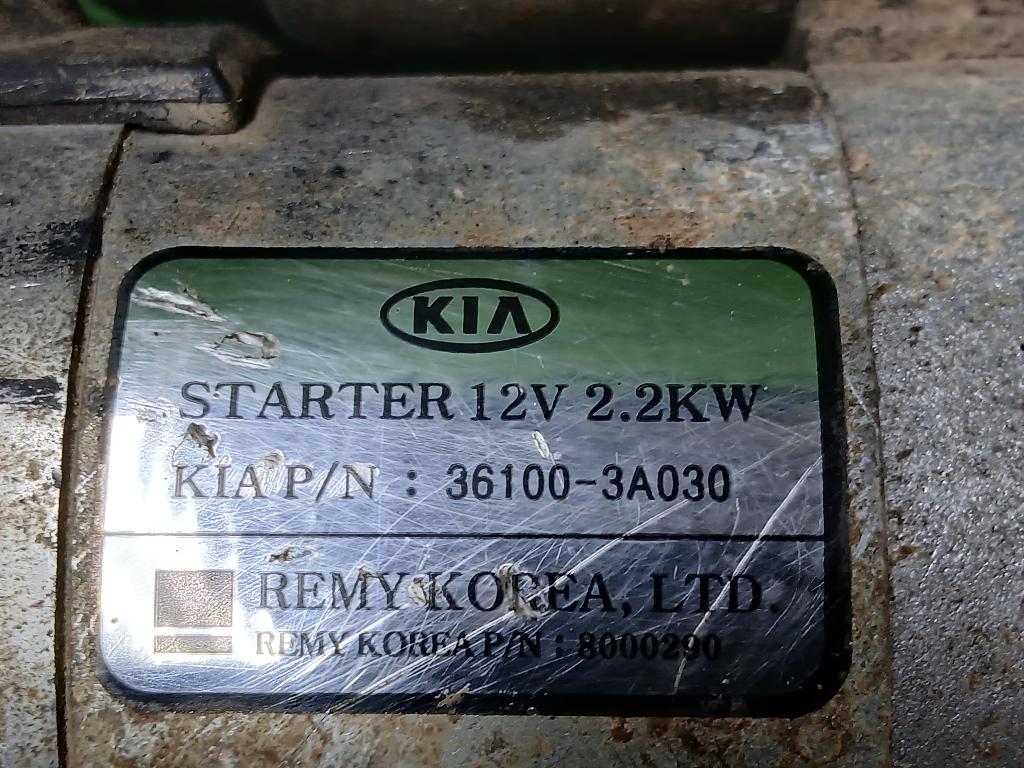 KIA
STARTER 12V 2.2KW
KIA P/N : 36100-3A030
REMY KOREA, LTD.
REMY KOREA P/N : 8000290